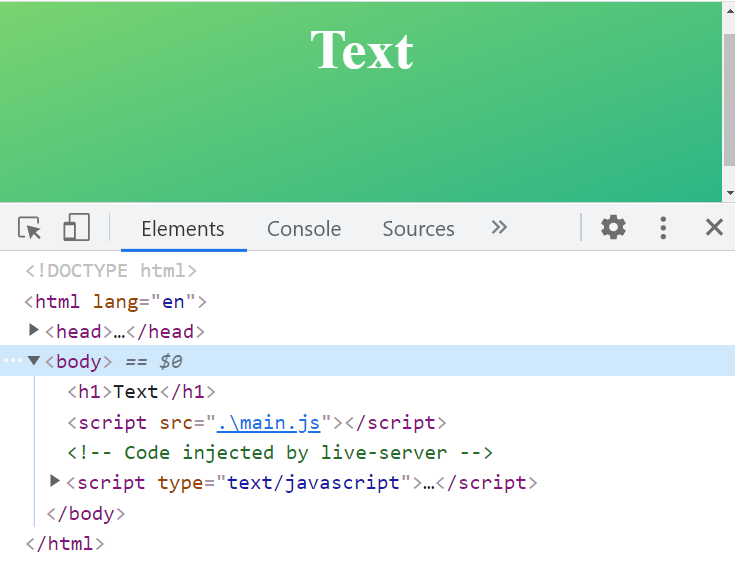 Text
Elements Console Sources »
<!DOCTYPE html>
<html lang="en">
<head>…</head>
<body> == $0
<h1>Text</h1>
<script src=".\main.js"></script>
<!-- Code injected by live-server -->
<script type="text/javascript">…</script>
</body>
</html>